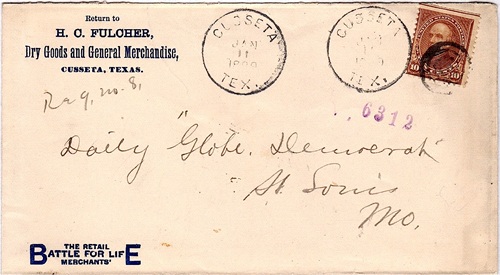 Return to
H. C. FULCHER,
Dry Goods and General Merchandise,
CUSSETA, TEXAS.
Reg. no. 8.
CUSSETA
JAN
11
TEX.
CUSSETA
TEX.
10 10
6312
Daily "Globe Democrat"
St Louis
Mo.
THE RETAIL
BATTLE FOR LIFE
MERCHANTS'